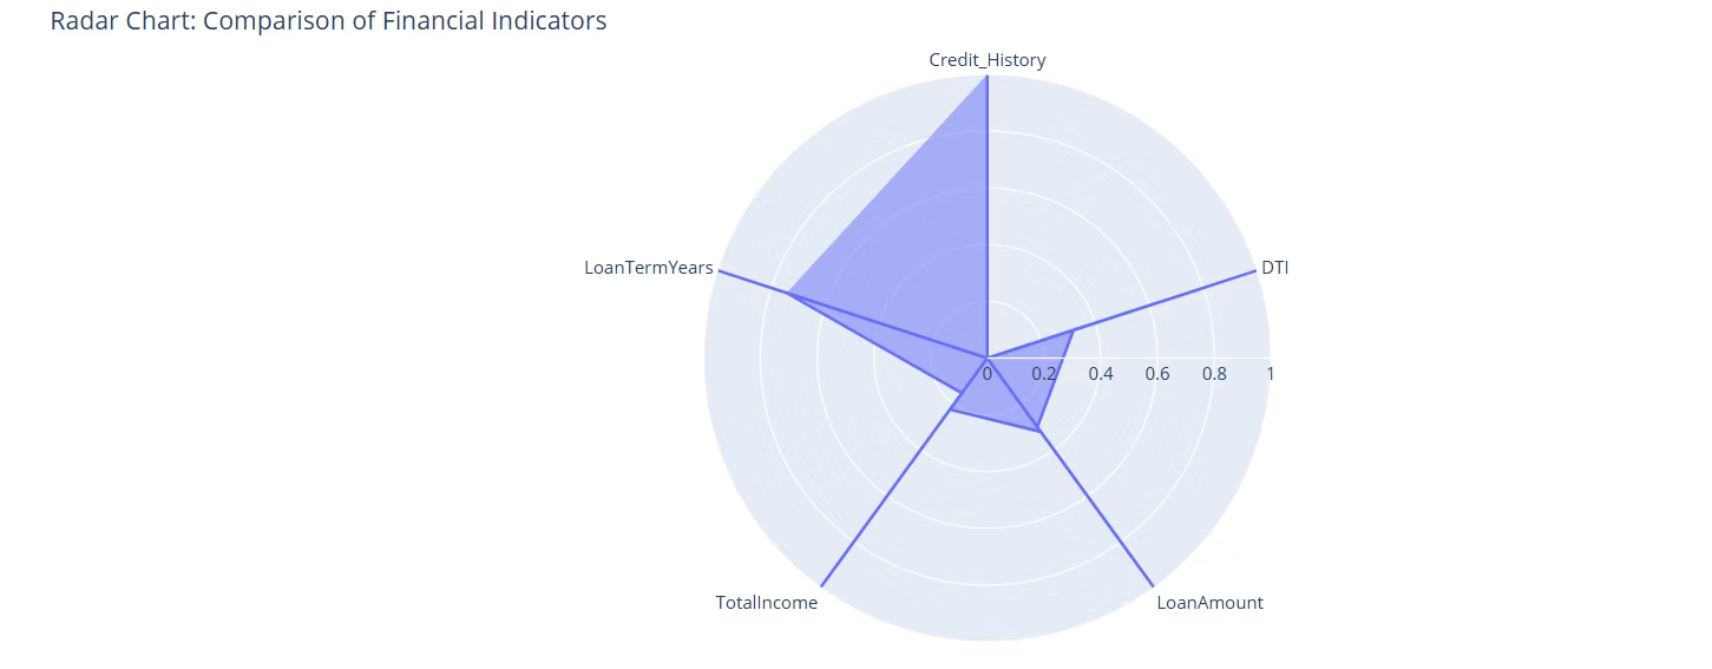 Radar Chart: Comparison of Financial Indicators
Credit_History
LoanTermYears
DTI
0 0.2 0.4 0.6 0.8 1
TotalIncome
LoanAmount